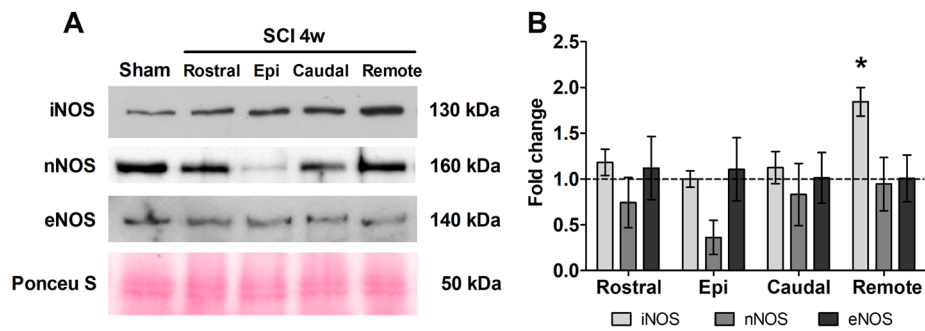 A
SCI 4w
Sham Rostral Epi Caudal Remote
iNOS 130 kDa
nNOS 160 kDa
eNOS 140 kDa
Ponceu S 50 kDa
B
Fold change
2.5
2.0
1.5
1.0
0.5
0.0
*
Rostral Epi Caudal Remote
iNOS nNOS eNOS